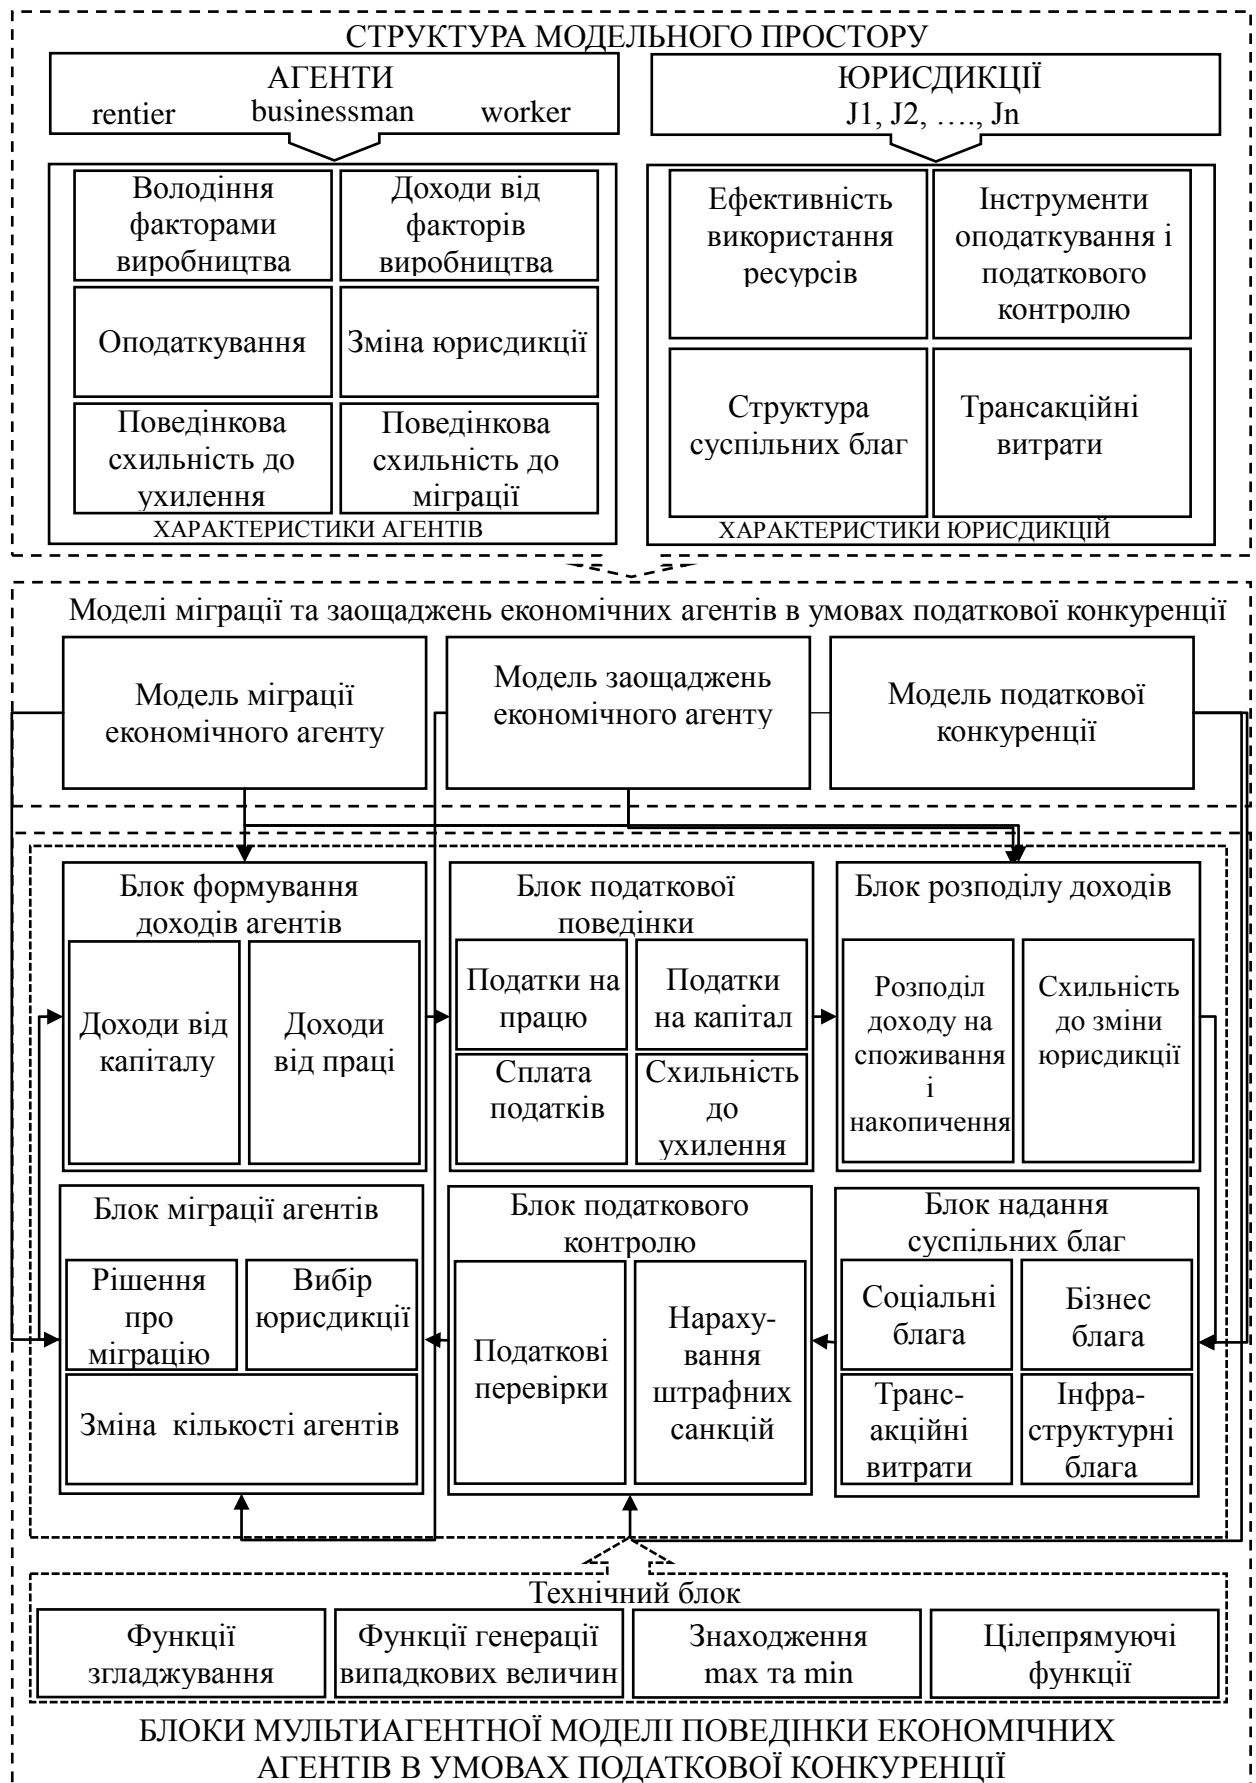 СТРУКТУРА МОДЕЛЬНОГО ПРОСТОРУ
АГЕНТИ
rentier businessman worker
ЮРИСДИКЦІЇ
J1, J2, …., Jn
Володіння
факторами
виробництва
Доходи від
факторів
виробництва
Оподаткування
Зміна юрисдикції
Поведінкова
схильність до
ухилення
Поведінкова
схильність до
міграції
ХАРАКТЕРИСТИКИ АГЕНТІВ
Ефективність
використання
ресурсів
Інструменти
оподаткування і
податкового
контролю
Структура
суспільних благ
Трансакційні
витрати
ХАРАКТЕРИСТИКИ ЮРИСДИКЦІЙ
Моделі міграції та заощаджень економічних агентів в умовах податкової конкуренції
Модель міграції
економічного агенту
Модель заощаджень
економічного агенту
Модель податкової
конкуренції
Блок формування
доходів агентів
Доходи від
капіталу
Доходи
від праці
Блок податкової
поведінки
Податки на
працю
Податки
на капітал
Сплата
податків
Схильність
до
ухилення
Блок розподілу доходів
Розподіл
доходу на
споживання
і
накопичення
Схильність
до зміни
юрисдикції
Блок міграції агентів
Рішення
про
міграцію
Вибір
юрисдикції
Зміна  кількості агентів
Блок податкового
контролю
Податкові
перевірки
Нараху-
вання
штрафних
санкцій
Блок надання
суспільних благ
Соціальні
блага
Бізнес
блага
Транс-
акційні
витрати
Інфра-
структурні
блага
Технічний блок
Функції
згладжування
Функції генерації
випадкових величин
Знаходження
max та min
Цілепрямуючі
функції
БЛОКИ МУЛЬТИАГЕНТНОЇ МОДЕЛІ ПОВЕДІНКИ ЕКОНОМІЧНИХ
АГЕНТІВ В УМОВАХ ПОДАТКОВОЇ КОНКУРЕНЦІЇ